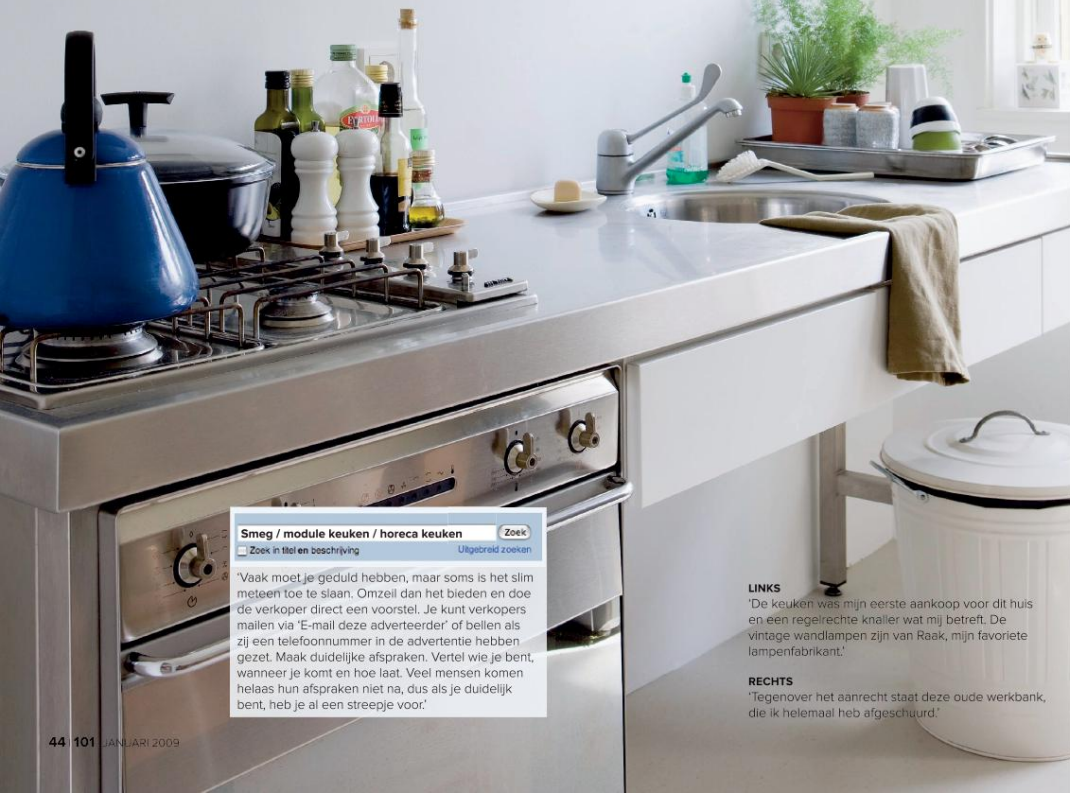 BERTOLLI
Smeg / module keuken / horeca keuken
Zoek
Zoek in titel en beschrijving
Uitgebreid zoeken
'Vaak moet je geduld hebben, maar soms is het slim
meteen toe te slaan. Omzeil dan het bieden en doe
de verkoper direct een voorstel. Je kunt verkopers
mailen via 'E-mail deze adverteerder' of bellen als
zij een telefoonnummer in de advertentie hebben
gezet. Maak duidelijke afspraken. Vertel wie je bent,
wanneer je komt en hoe laat. Veel mensen komen
helaas hun afspraken niet na, dus als je duidelijk
bent, heb je al een streepje voor.'
LINKS
'De keuken was mijn eerste aankoop voor dit huis
en een regelrechte knaller wat mij betreft. De
vintage wandlampen zijn van Raak, mijn favoriete
lampenfabrikant.'
RECHTS
'Tegenover het aanrecht staat deze oude werkbank,
die ik helemaal heb afgeschuurd.'
44 | 101 JANUARI 2009